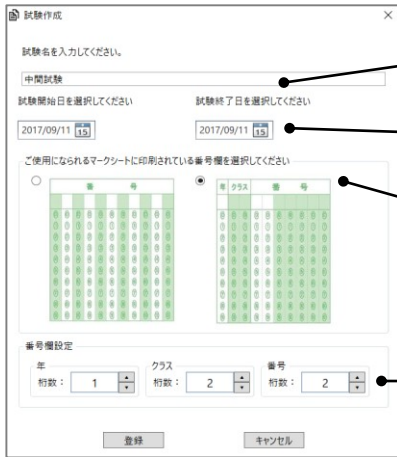 試験作成
試験名を入力してください。
中間試験
試験開始日を選択してください 試験終了日を選択してください
2017/09/11 15 2017/09/11 15
ご使用になられるマークシートに印刷されている番号欄を選択してください
番 号
年 クラス 番 号
番号欄設定
年 クラス 番号
桁数: 1 桁数: 2 桁数: 2
登録 キャンセル